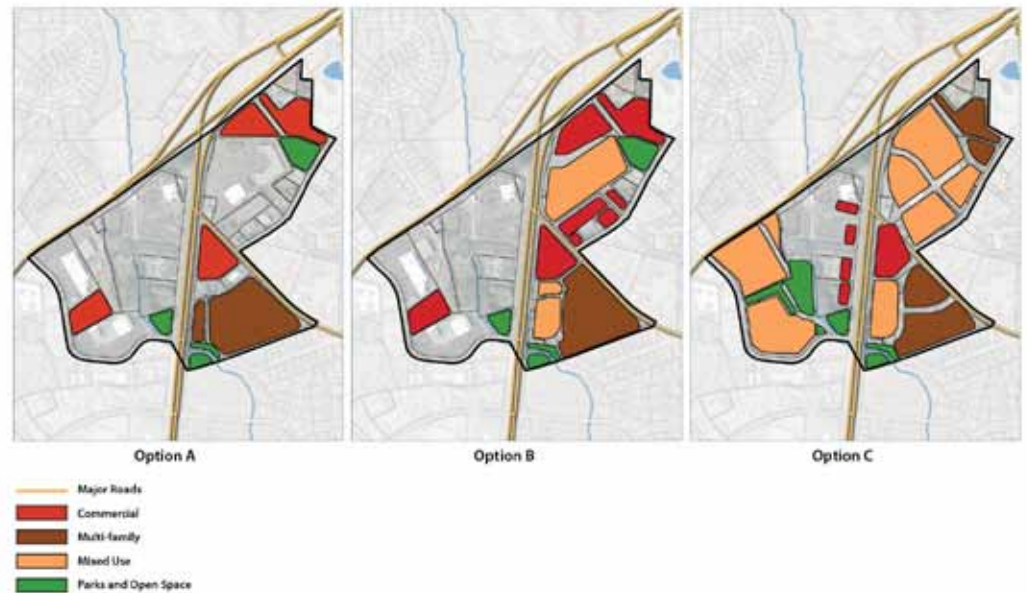 Option A
Option B
Option C
Major Roads
Commercial
Multi-family
Mixed Use
Parks and Open Space